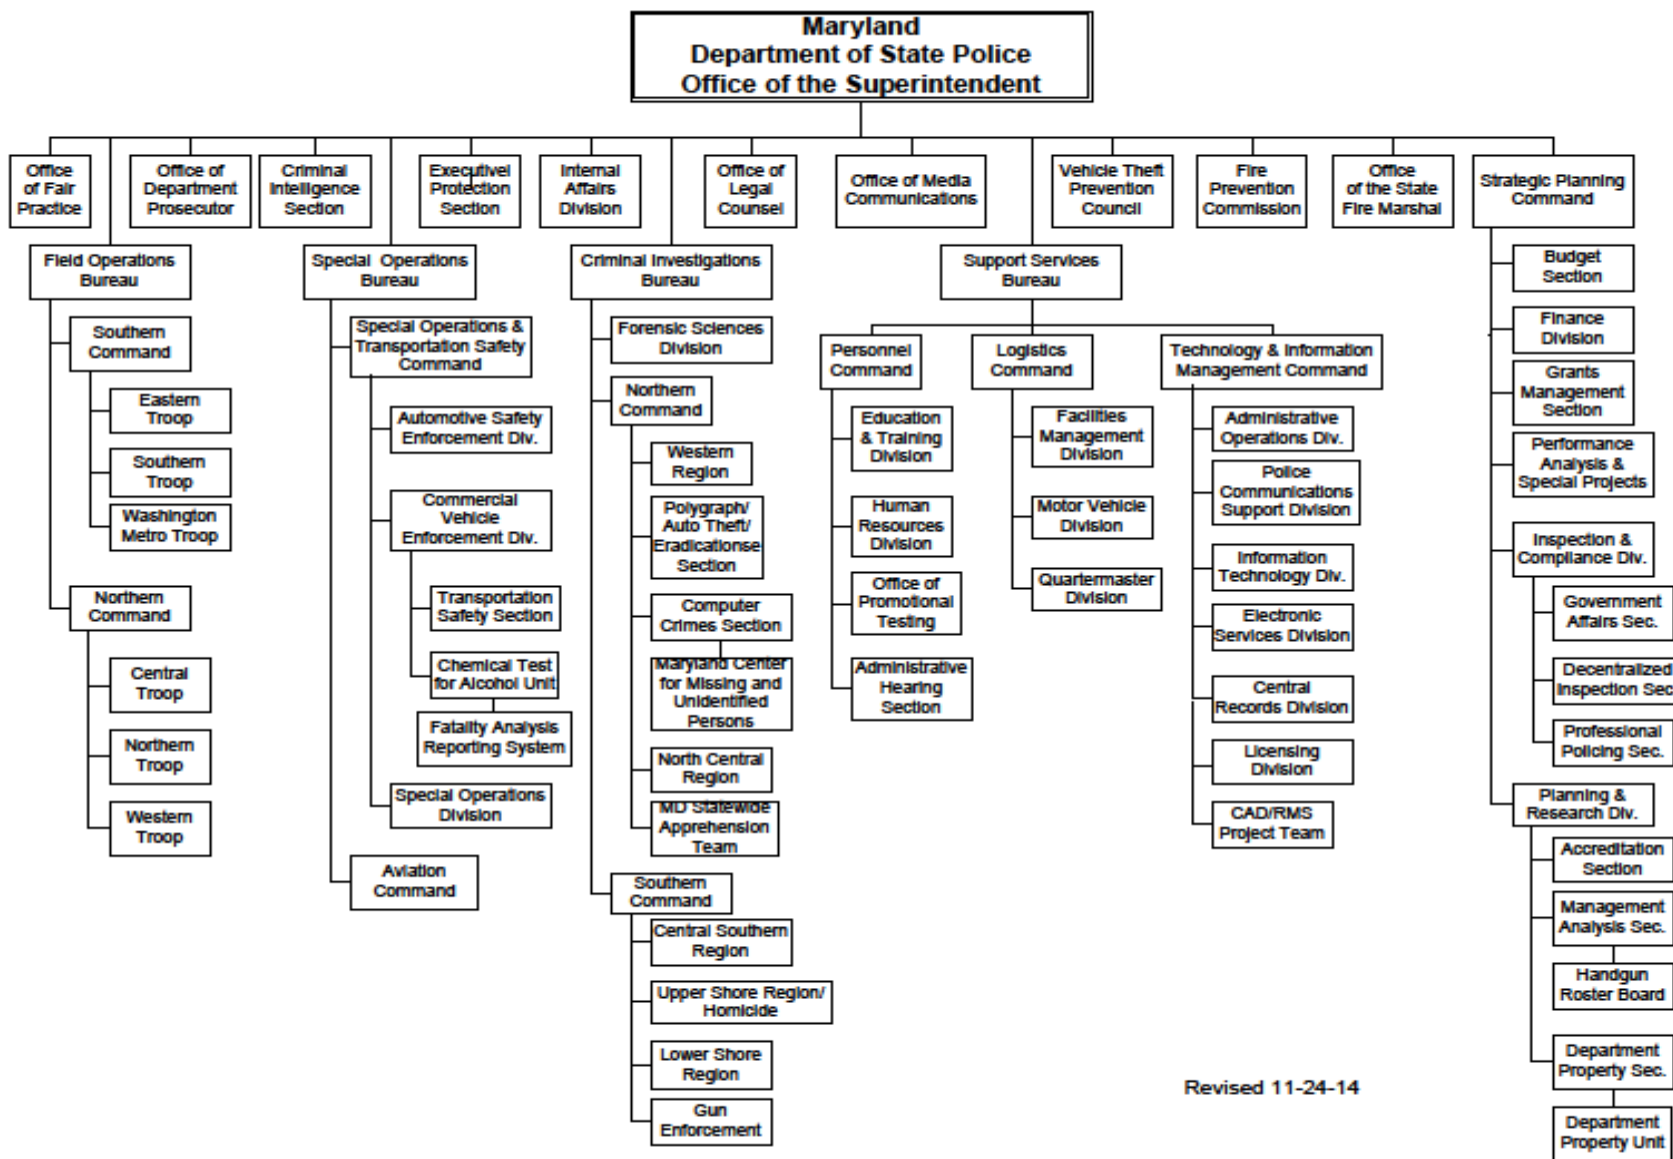 Maryland
Department of State Police
Office of the Superintendent
Office
of Fair
Practice
Office of
Department
Prosecutor
Criminal
Intelligence
Section
Executivel
Protection
Section
Internal
Affairs
Division
Office of
Legal
Counsel
Office of Media
Communications
Vehicle Theft
Prevention
Council
Fire
Prevention
Commission
Office
of the State
Fire Marshal
Strategic Planning
Command
Field Operations
Bureau
Southern
Command
Eastern
Troop
Southern
Troop
Washington
Metro Troop
Northern
Command
Central
Troop
Northern
Troop
Western
Troop
Special Operations
Bureau
Special Operations &
Transportation Safety
Command
Automotive Safety
Enforcement Div.
Commercial
Vehicle
Enforcement Div.
Transportation
Safety Section
Chemical Test
for Alcohol Unit
Fatality Analysis
Reporting System
Special Operations
Division
Aviation
Command
Criminal Investigations
Bureau
Forensic Sciences
Division
Northern
Command
Western
Region
Polygraph/
Auto Theft/
Eradicationse
Section
Computer
Crimes Section
Maryland Center
for Missing and
Unidentified
Persons
North Central
Region
MD Statewide
Apprehension
Team
Southern
Command
Central Southern
Region
Upper Shore Region/
Homicide
Lower Shore
Region
Gun
Enforcement
Support Services
Bureau
Personnel
Command
Education
& Training
Division
Human
Resources
Division
Office of
Promotional
Testing
Administrative
Hearing
Section
Logistics
Command
Facilities
Management
Division
Motor Vehicle
Division
Quartermaster
Division
Technology & Information
Management Command
Administrative
Operations Div.
Police
Communications
Support Division
Information
Technology Div.
Electronic
Services Division
Central
Records Division
Licensing
Division
CAD/RMS
Project Team
Budget
Section
Finance
Division
Grants
Management
Section
Performance
Analysis &
Special Projects
Inspection &
Compliance Div.
Government
Affairs Sec.
Decentralized
Inspection Sec
Professional
Policing Sec.
Planning &
Research Div.
Accreditation
Section
Management
Analysis Sec.
Handgun
Roster Board
Department
Property Sec.
Department
Property Unit
Revised 11-24-14